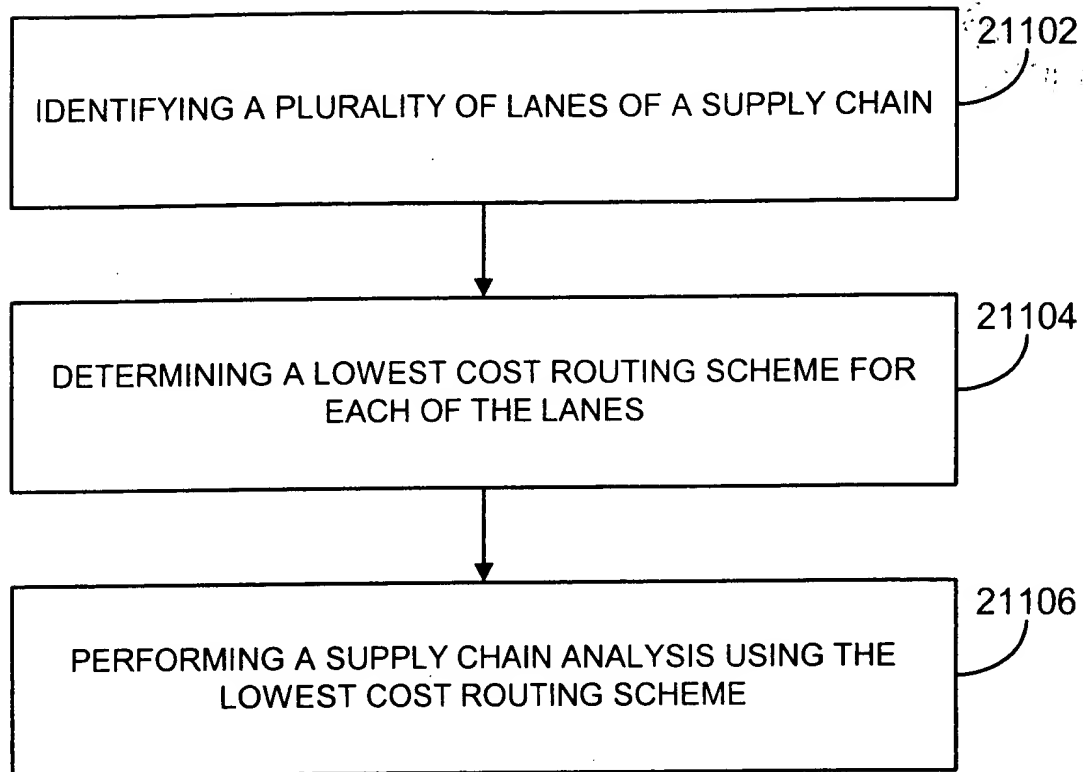 21102
IDENTIFYING A PLURALITY OF LANES OF A SUPPLY CHAIN
21104
DETERMINING A LOWEST COST ROUTING SCHEME FOR
EACH OF THE LANES
21106
PERFORMING A SUPPLY CHAIN ANALYSIS USING THE
LOWEST COST ROUTING SCHEME